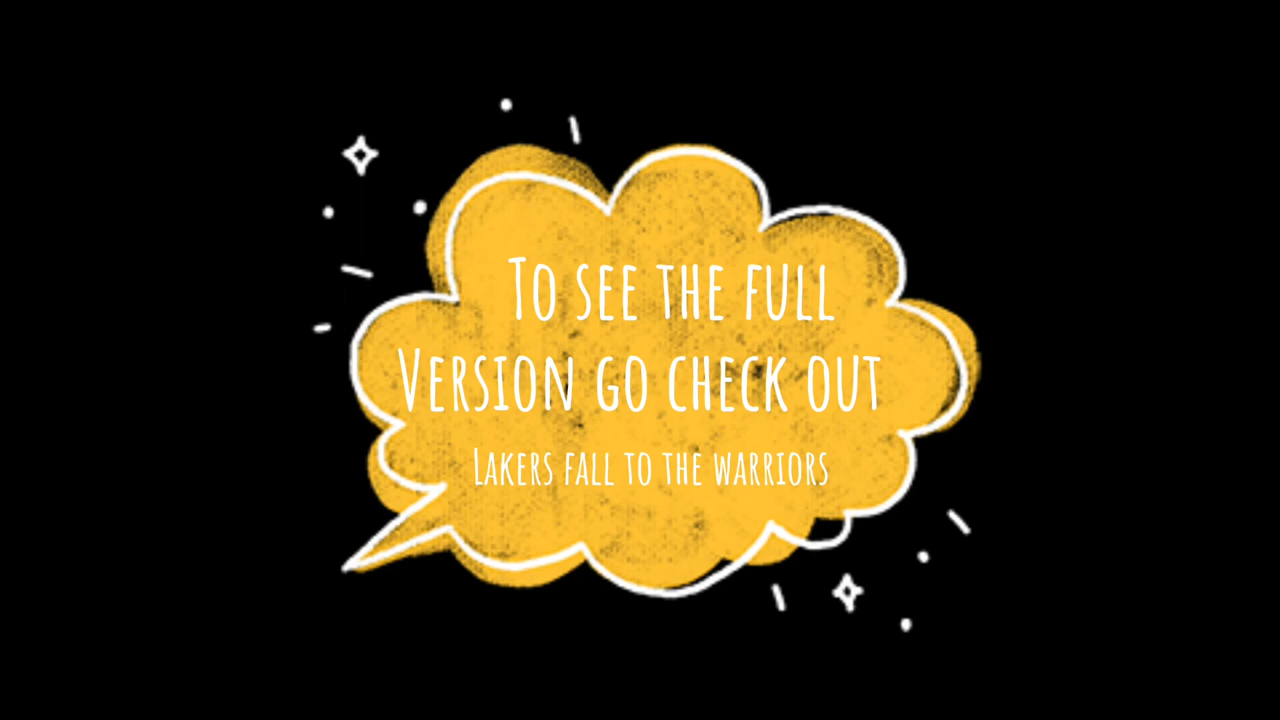 To see the full
Version go check out
Lakers fall to the warriors